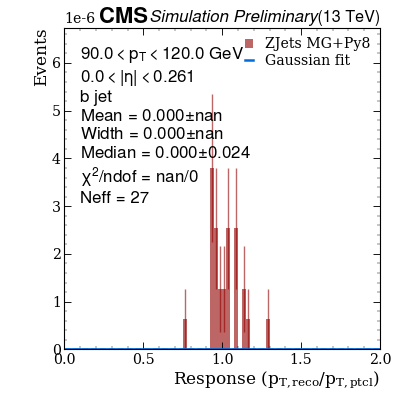 1e-6 CMS Simulation Preliminary (13 TeV)
Events
90.0 < p_T < 120.0 GeV
0.0 < |η| < 0.261
b jet
Mean = 0.000±nan
Width = 0.000±nan
Median = 0.000±0.024
χ²/ndof = nan/0
Neff = 27
ZJets MG+Py8
Gaussian fit
6
5
4
3
2
1
0
0.0 0.5 1.0 1.5 2.0
Response (p_T,reco/p_T,ptcl)